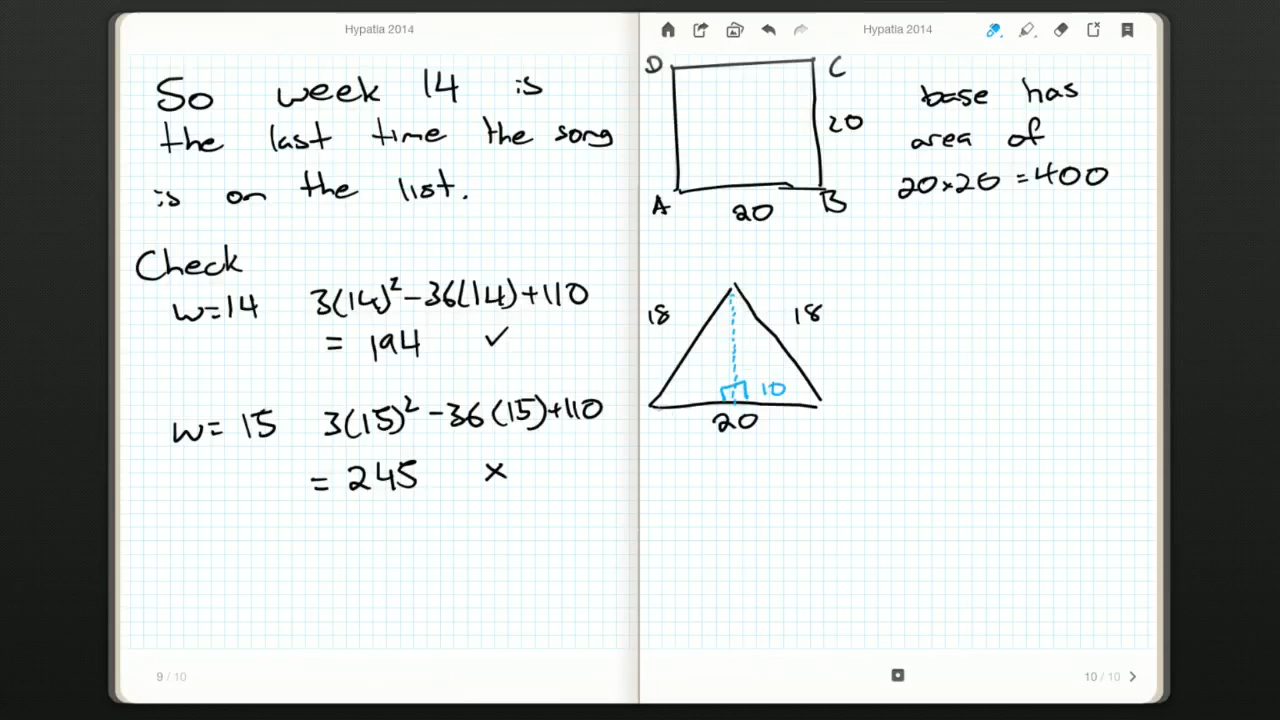 Hypatia 2014
So week 14 is
the last time the song
is on the list.
Check
w=14 3(14)²-36(14)+110
= 194 ✓
w= 15 3(15)²-36(15)+110
= 245 ×
9 / 10
Hypatia 2014
D C
20
A 20 B
base has
area of
20×20 =400
18 18
10
20
10 / 10